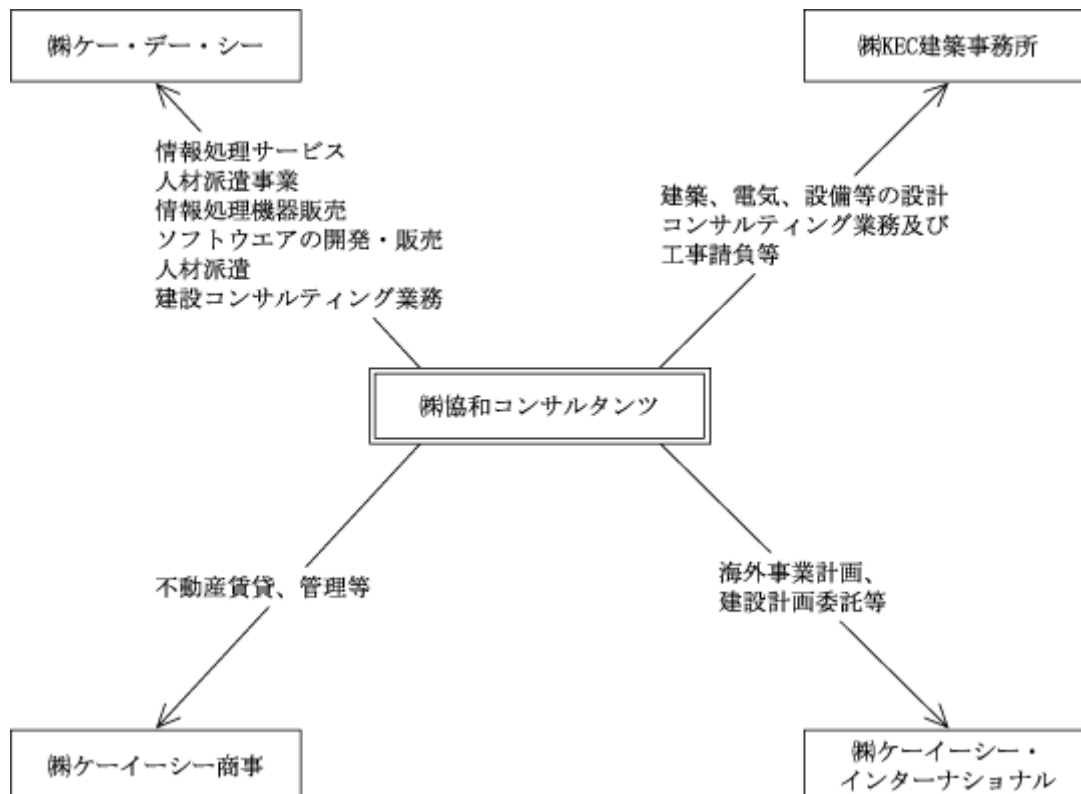 ㈱ケー・デー・シー
㈱KEC建築事務所
情報処理サービス
人材派遣事業
情報処理機器販売
ソフトウエアの開発・販売
人材派遣
建設コンサルティング業務
建築、電気、設備等の設計
コンサルティング業務及び
工事請負等
㈱協和コンサルタンツ
不動産賃貸、管理等
海外事業計画、
建設計画委託等
㈱ケーイーシー商事
㈱ケーイーシー・
インターナショナル